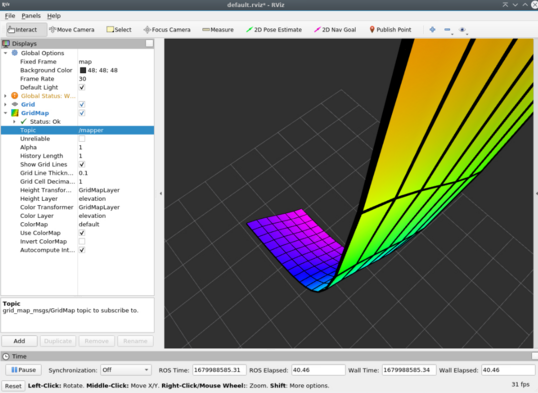 default.rviz* - RViz
File Panels Help
Interact Move Camera Select Focus Camera Measure 2D Pose Estimate 2D Nav Goal Publish Point
Displays
Global Options
Fixed Frame map
Background Color 48; 48; 48
Frame Rate 30
Default Light
Global Status: W...
Grid
GridMap
Status: Ok
Topic /mapper
Unreliable
Alpha 1
History Length 1
Show Grid Lines
Grid Line Thickn... 0.1
Grid Cell Decima... 1
Height Transfor... GridMapLayer
Height Layer elevation
Color Transformer GridMapLayer
Color Layer elevation
ColorMap default
Use ColorMap
Invert ColorMap
Autocompute Int...
Topic
grid_map_msgs/GridMap topic to subscribe to.
Add Duplicate Remove Rename
Time
Pause Synchronization: Off ROS Time: 1679988585.31 ROS Elapsed: 40.46 Wall Time: 1679988585.34 Wall Elapsed: 40.46
Reset Left-Click: Rotate. Middle-Click: Move X/Y. Right-Click/Mouse Wheel: Zoom. Shift: More options. 31 fps